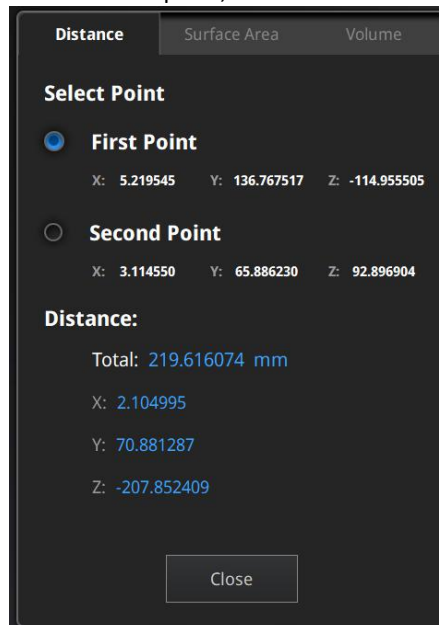 Distance Surface Area Volume
Select Point
First Point
X: 5.219545 Y: 136.767517 Z: -114.955505
Second Point
X: 3.114550 Y: 65.886230 Z: 92.896904
Distance:
Total: 219.616074 mm
X: 2.104995
Y: 70.881287
Z: -207.852409
Close